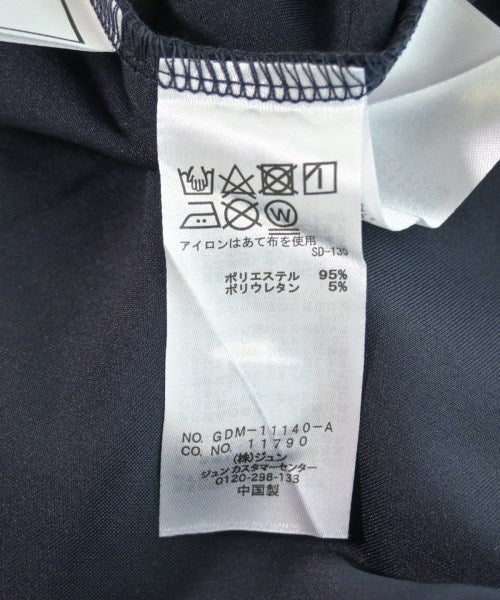 アイロンはあて布を使用
SD-130
ポリエステル 95%
ポリウレタン 5%
NO. GDM-11140-A
CO. NO. 11790
(株)ジュン
ジュンカスタマーセンター
0120-298-133
中国製